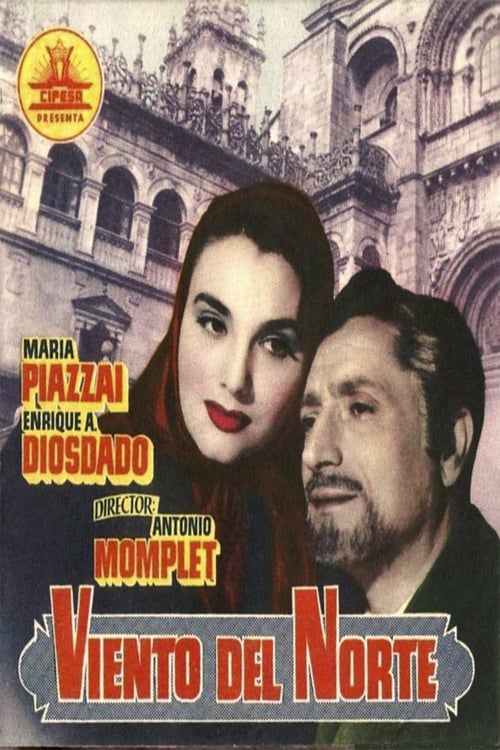 CIFESA
PRESENTA
MARIA
PIAZZAI
ENRIQUE A.
DIOSDADO
DIRECTOR:
ANTONIO
MOMPLET
VIENTO DEL NORTE